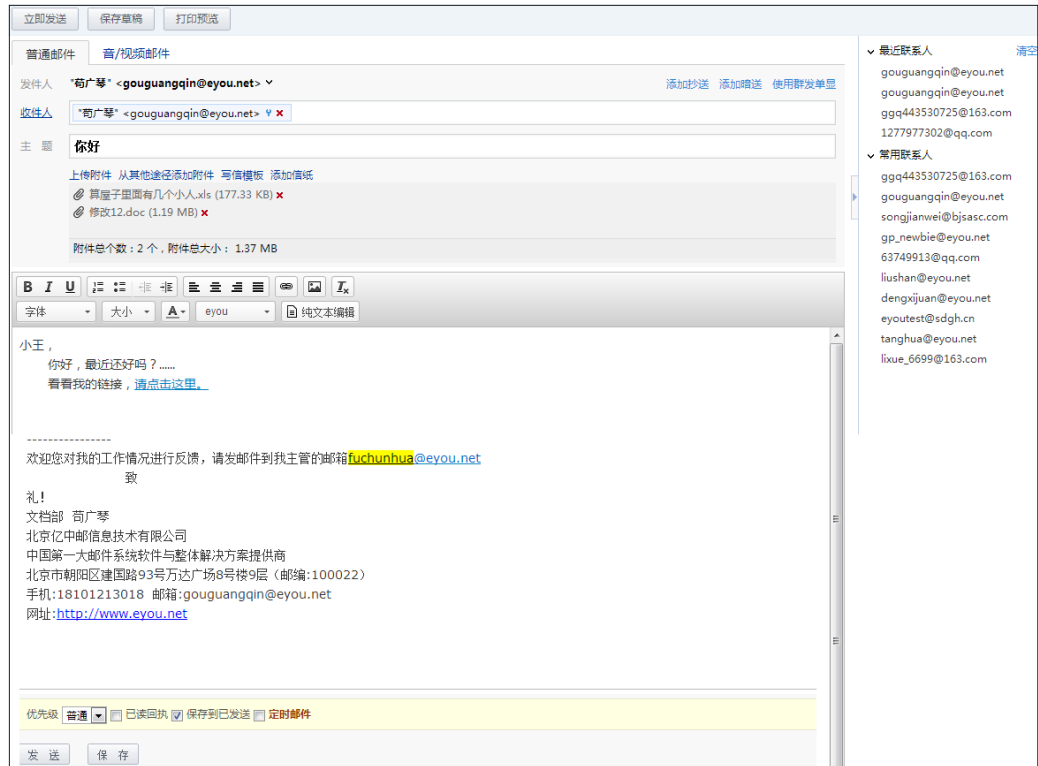 立即发送 保存草稿 打印预览
普通邮件 音/视频邮件
发件人 "苟广琴" <gouguangqin@eyou.net> 添加抄送 添加暗送 使用群发单显
收件人 "苟广琴" <gouguangqin@eyou.net>
主 题 你好
上传附件 从其他途径添加附件 写信模板 添加信纸
算屋子里面有几个小人.xls (177.33 KB)
修改12.doc (1.19 MB)
附件总个数：2 个，附件总大小： 1.37 MB
B I U
字体 大小 A eyou 纯文本编辑
小王，
你好，最近还好吗？......
看看我的链接，请点击这里。
----------------
欢迎您对我的工作情况进行反馈，请发邮件到我主管的邮箱fuchunhua@eyou.net
致
礼!
文档部 苟广琴
北京亿中邮信息技术有限公司
中国第一大邮件系统软件与整体解决方案提供商
北京市朝阳区建国路93号万达广场8号楼9层（邮编:100022）
手机:18101213018 邮箱:gouguangqin@eyou.net
网址:http://www.eyou.net
优先级 普通 已读回执 保存到已发送 定时邮件
发 送 保 存
最近联系人 清空
gouguangqin@eyou.net
gouguangqin@eyou.net
ggq443530725@163.com
1277977302@qq.com
常用联系人
ggq443530725@163.com
gouguangqin@eyou.net
songjianwei@bjsasc.com
gp_newbie@eyou.net
63749913@qq.com
liushan@eyou.net
dengxijuan@eyou.net
eyoutest@sdgh.cn
tanghua@eyou.net
lixue_6699@163.com